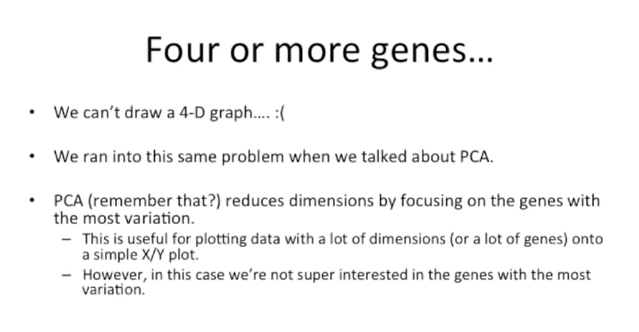 Four or more genes...
• We can't draw a 4-D graph.... :(
• We ran into this same problem when we talked about PCA.
• PCA (remember that?) reduces dimensions by focusing on the genes with
the most variation.
– This is useful for plotting data with a lot of dimensions (or a lot of genes) onto
a simple X/Y plot.
– However, in this case we're not super interested in the genes with the most
variation.